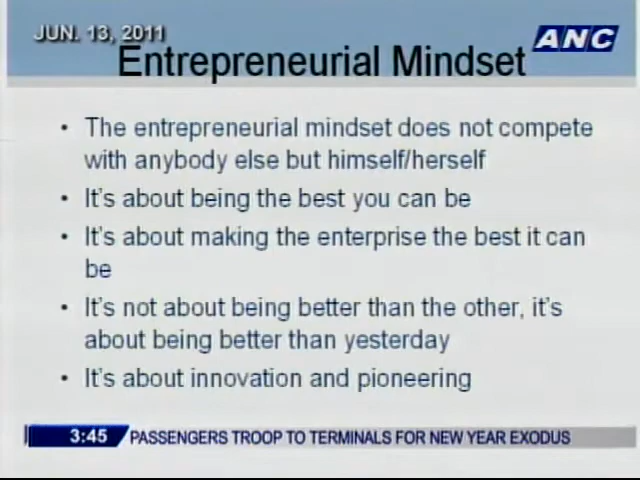 JUN. 13, 2011
ANC
Entrepreneurial Mindset
• The entrepreneurial mindset does not compete
with anybody else but himself/herself
• It's about being the best you can be
• It's about making the enterprise the best it can
be
• It's not about being better than the other, it's
about being better than yesterday
• It's about innovation and pioneering
3:45 PASSENGERS TROOP TO TERMINALS FOR NEW YEAR EXODUS